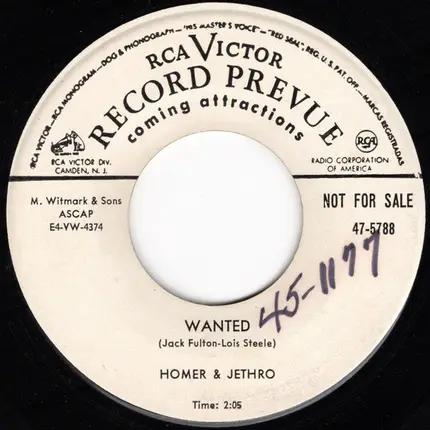 RCA VICTOR—RCA MONOGRAM—DOG & PHONOGRAPH—"HIS MASTER'S VOICE"—"RED SEAL", REG. U. S. PAT. OFF.—MARCAS REGISTRADAS
RCA VICTOR
RECORD PREVUE
coming attractions
RCA VICTOR DIV.
CAMDEN, N. J.
RCA
RADIO CORPORATION
OF AMERICA
M. Witmark & Sons
ASCAP
E4-VW-4374
NOT FOR SALE
47-5788
45-1177
WANTED
(Jack Fulton-Lois Steele)
HOMER & JETHRO
Time: 2:05